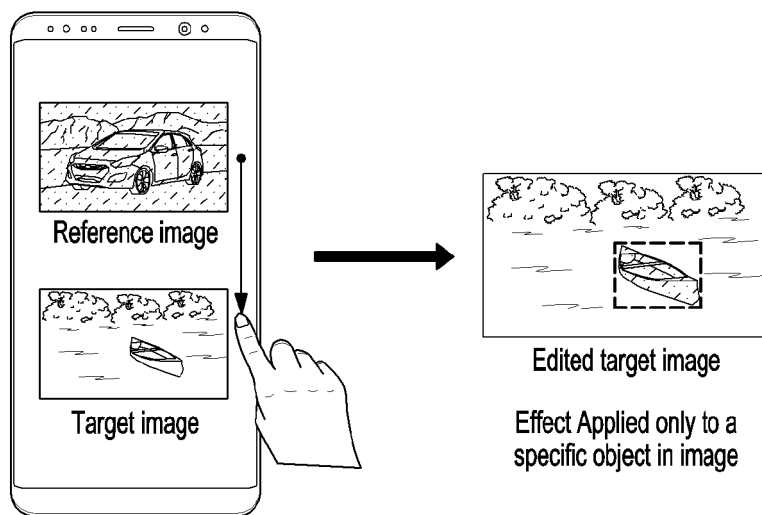 Reference image
Target image
Edited target image
Effect Applied only to a
specific object in image